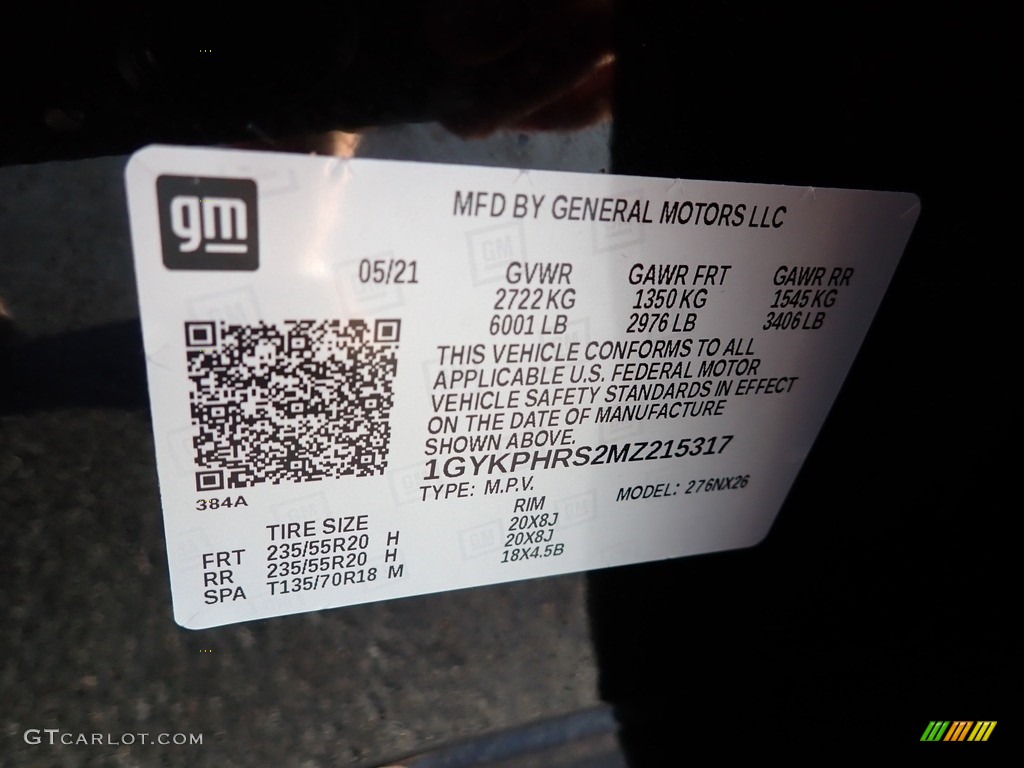 gm
MFD BY GENERAL MOTORS LLC
05/21 GVWR GAWR FRT GAWR RR
2722 KG 1350 KG 1545 KG
6001 LB 2976 LB 3406 LB
THIS VEHICLE CONFORMS TO ALL
APPLICABLE U.S. FEDERAL MOTOR
VEHICLE SAFETY STANDARDS IN EFFECT
ON THE DATE OF MANUFACTURE
SHOWN ABOVE.
1GYKPHRS2MZ215317
TYPE: M.P.V. MODEL: 276NX26
384A
TIRE SIZE RIM
FRT 235/55R20 H 20X8J
RR 235/55R20 H 20X8J
SPA T135/70R18 M 18X4.5B
GTCARLOT.COM